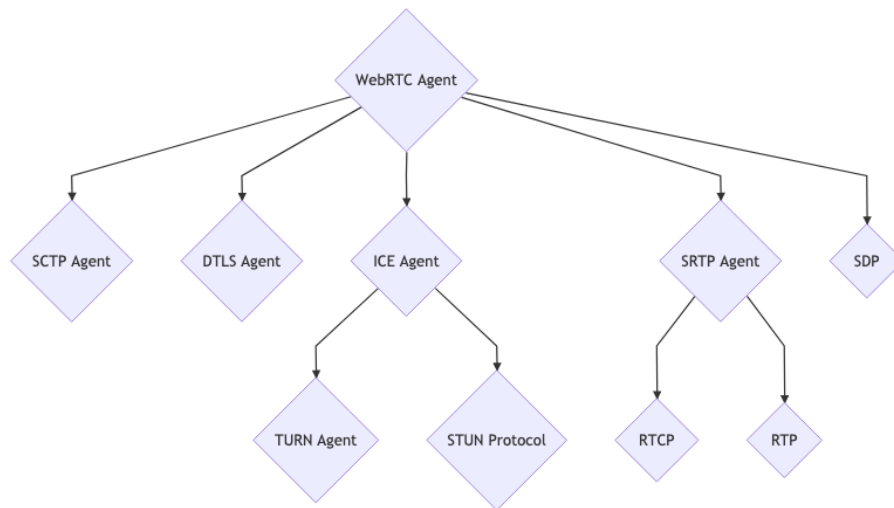 WebRTC Agent
SCTP Agent
DTLS Agent
ICE Agent
SRTP Agent
SDP
TURN Agent
STUN Protocol
RTCP
RTP